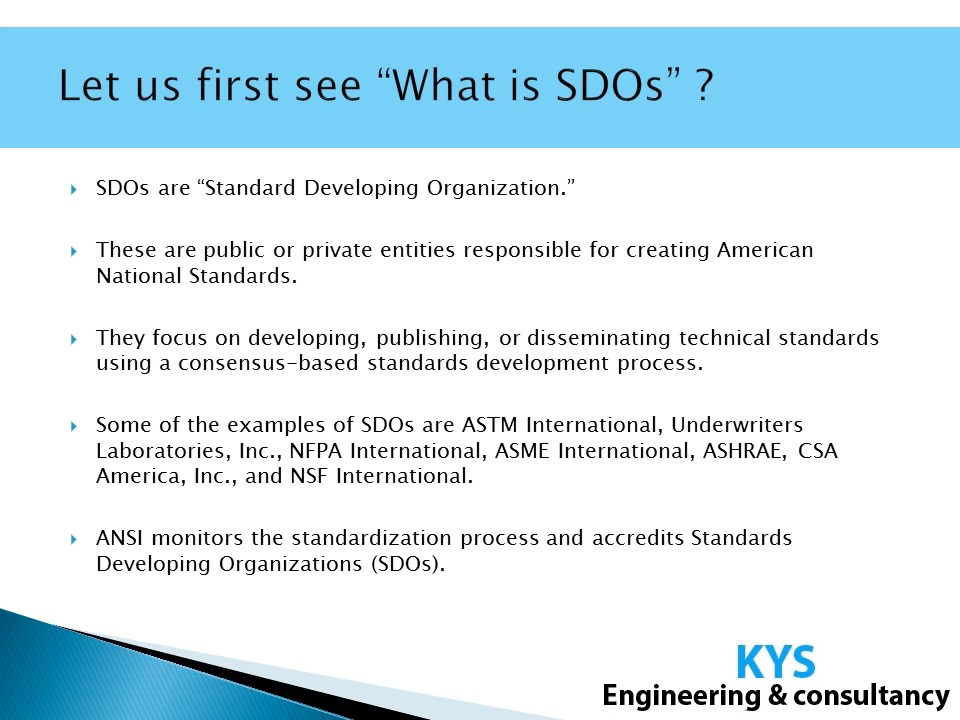 Let us first see “What is SDOs” ?
SDOs are “Standard Developing Organization.”
These are public or private entities responsible for creating American
National Standards.
They focus on developing, publishing, or disseminating technical standards
using a consensus-based standards development process.
Some of the examples of SDOs are ASTM International, Underwriters
Laboratories, Inc., NFPA International, ASME International, ASHRAE, CSA
America, Inc., and NSF International.
ANSI monitors the standardization process and accredits Standards
Developing Organizations (SDOs).
KYS
Engineering & consultancy